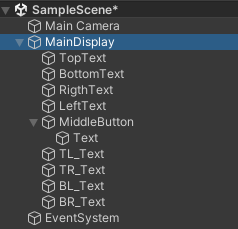 SampleScene*
Main Camera
MainDisplay
TopText
BottomText
RigthText
LeftText
MiddleButton
Text
TL_Text
TR_Text
BL_Text
BR_Text
EventSystem